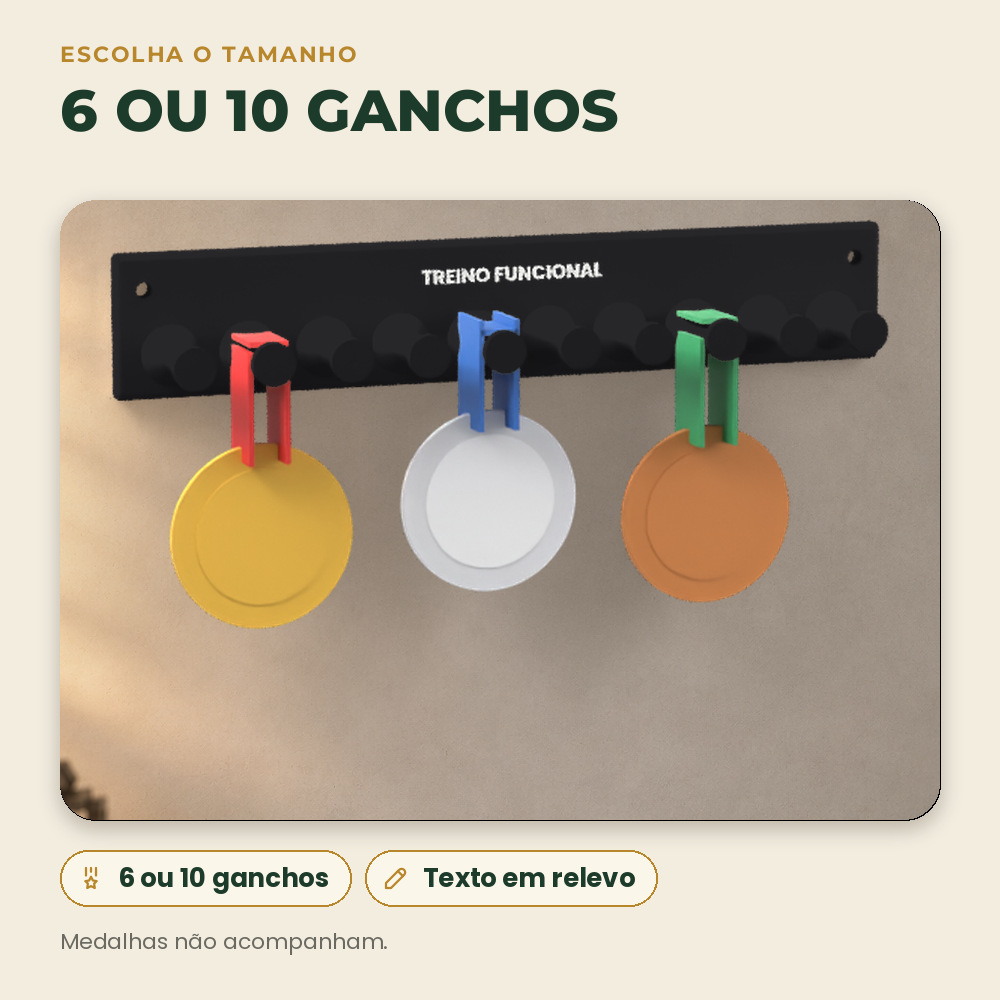 ESCOLHA O TAMANHO
6 OU 10 GANCHOS
TREINO FUNCIONAL
6 ou 10 ganchos
Texto em relevo
Medalhas não acompanham.